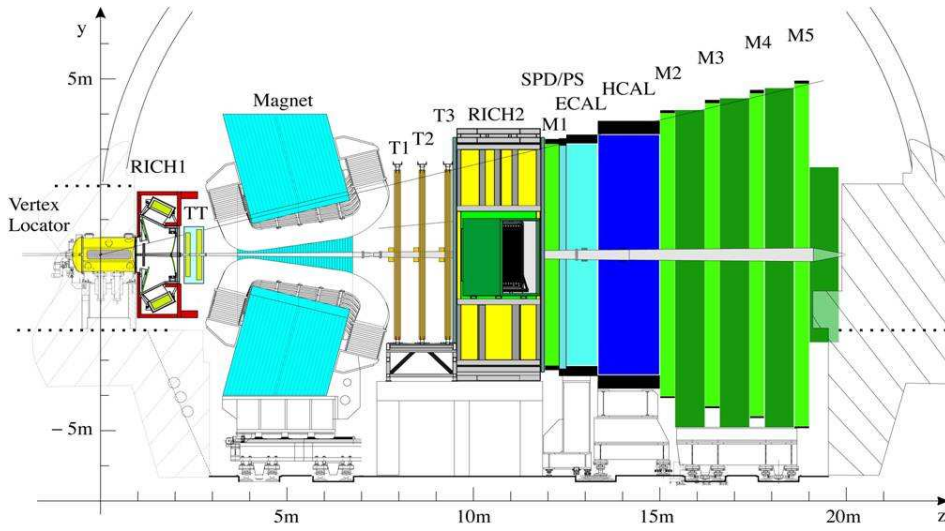 y
5m
Vertex
Locator
RICH1
TT
Magnet
T1
T2
T3
RICH2
M1
SPD/PS
ECAL
HCAL
M2
M3
M4
M5
− 5m
5m
10m
15m
20m
z